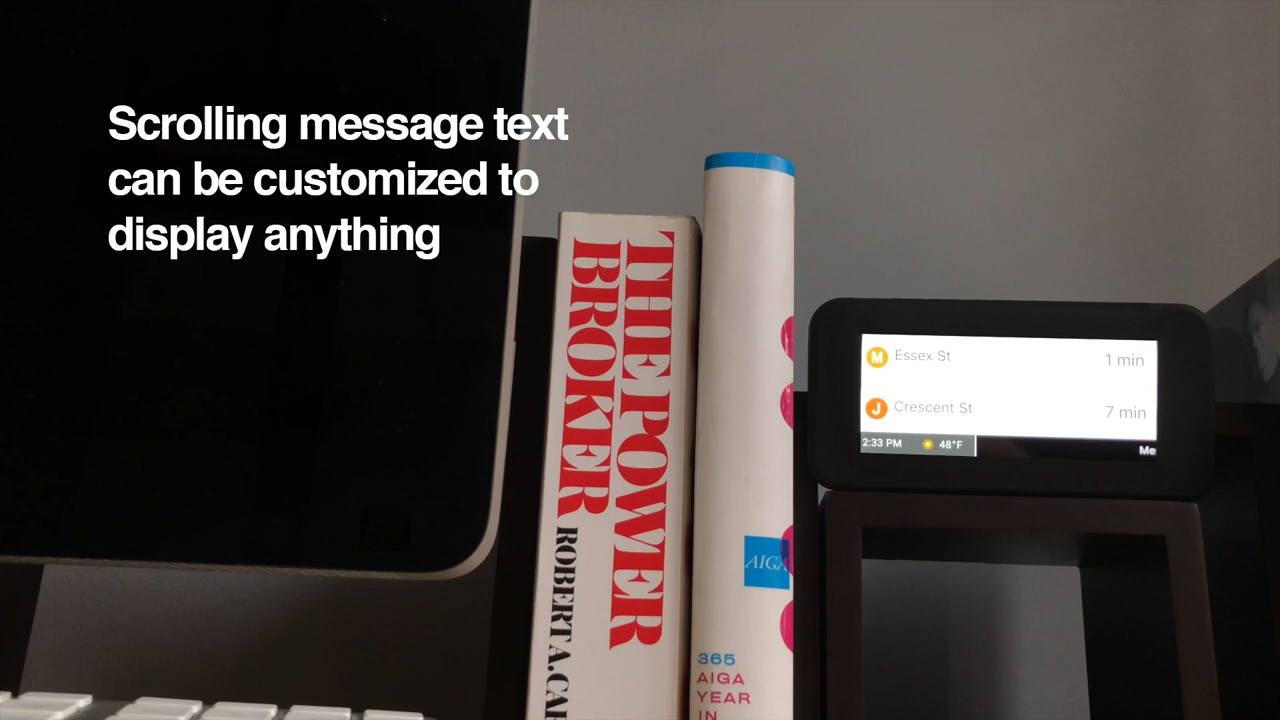 Scrolling message text
can be customized to
display anything
THE POWER
BROKER
ROBERT A.
AIGA
365
AIGA
YEAR
IN
M Essex St 1 min
J Crescent St 7 min
2:33 PM 48°F
Me